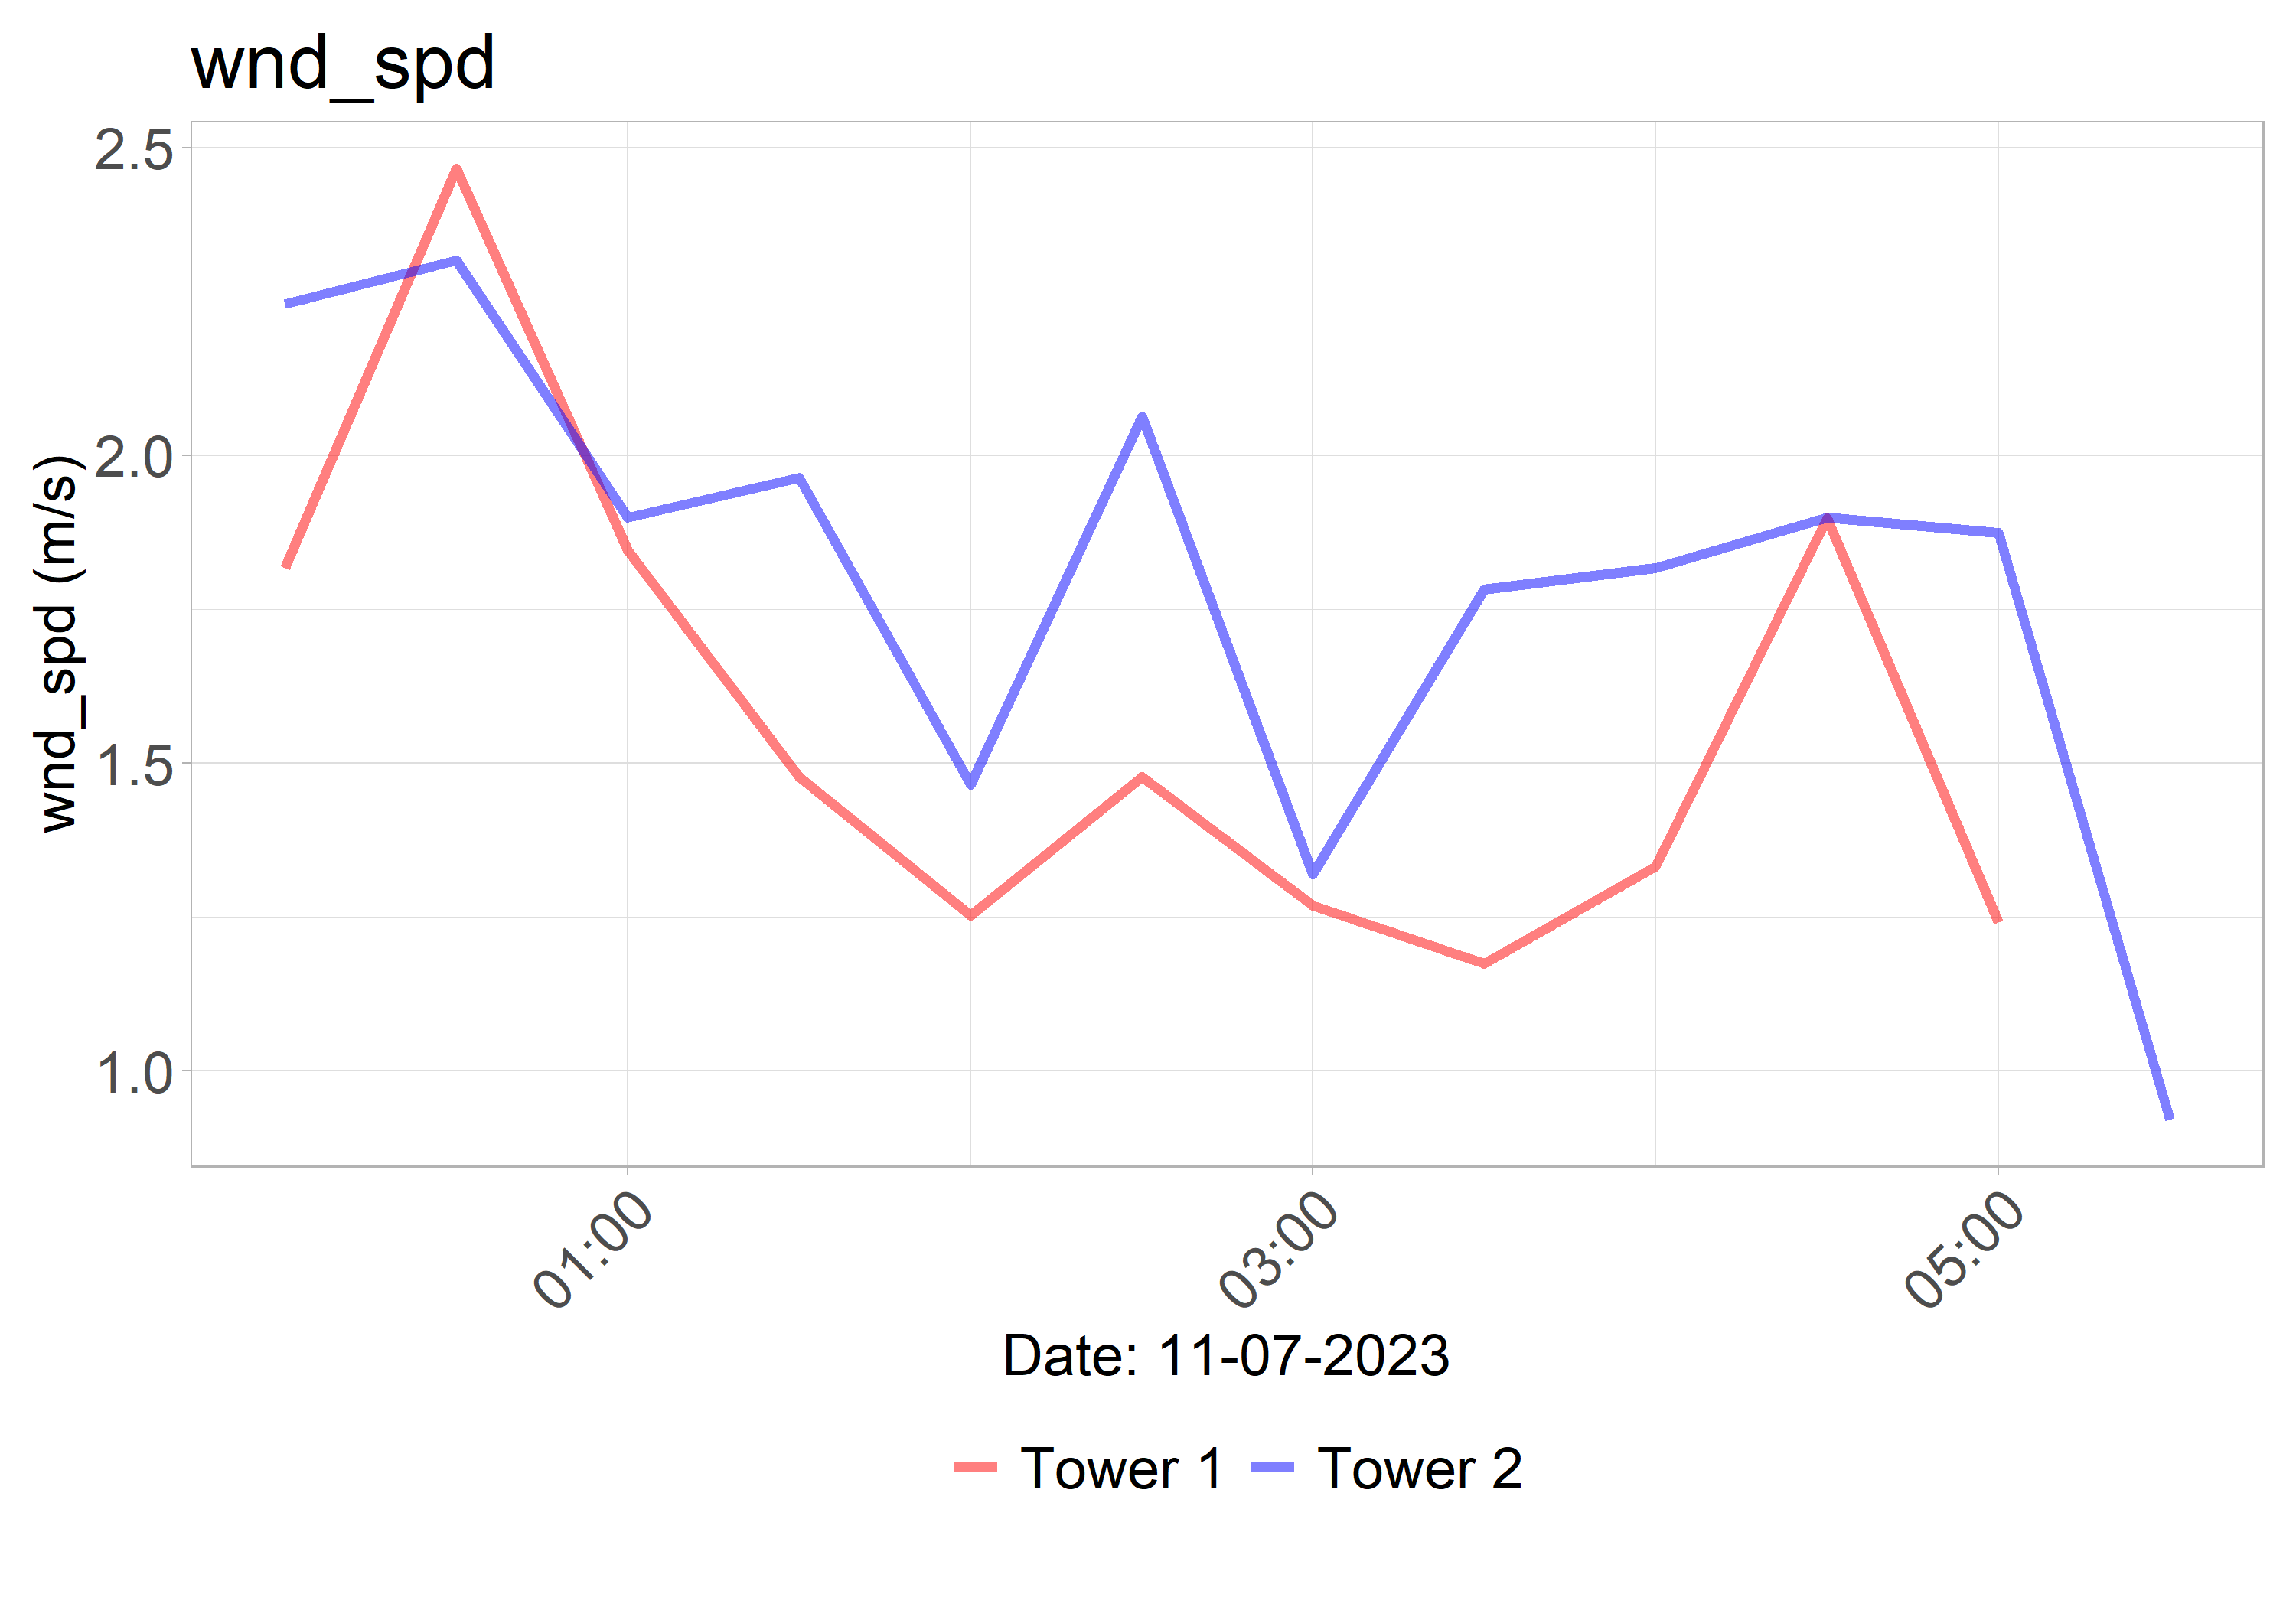 wnd_spd
wnd_spd (m/s)
2.5
2.0
1.5
1.0
01:00
03:00
05:00
Date: 11-07-2023
Tower 1
Tower 2